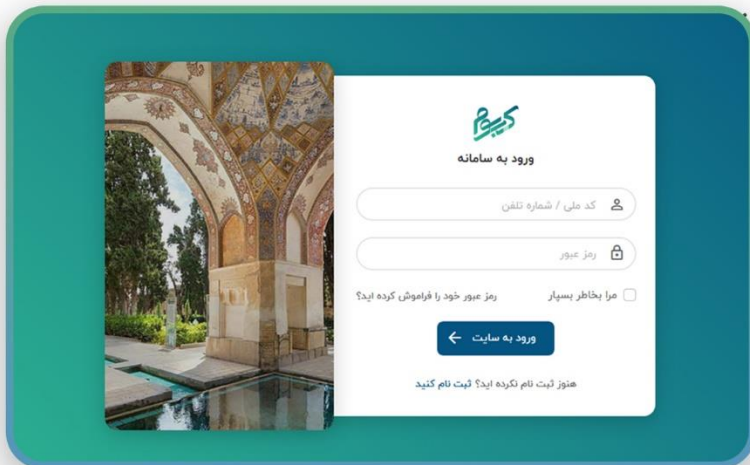 ورود به سامانه
کد ملی / شماره تلفن
رمز عبور
مرا بخاطر بسپار رمز عبور خود را فراموش کرده اید؟
ورود به سایت
هنوز ثبت نام نکرده اید؟ ثبت نام کنید